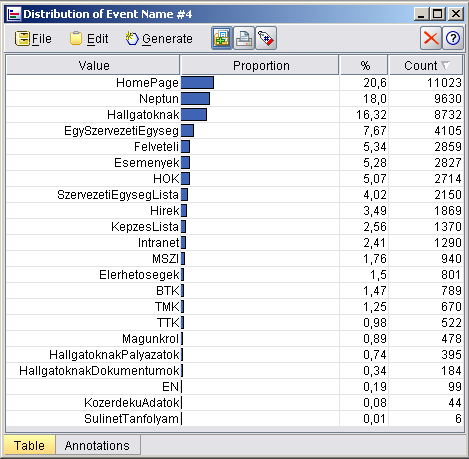 Distribution of Event Name #4
File Edit Generate
Value Proportion % Count
HomePage 20,6 11023
Neptun 18,0 9630
Hallgatoknak 16,32 8732
EgySzervezetiEgyseg 7,67 4105
Felveteli 5,34 2859
Esemenyek 5,28 2827
HOK 5,07 2714
SzervezetiEgysegLista 4,02 2150
Hirek 3,49 1869
KepzesLista 2,56 1370
Intranet 2,41 1290
MSZI 1,76 940
Elerhetosegek 1,5 801
BTK 1,47 789
TMK 1,25 670
TTK 0,98 522
Magunkrol 0,89 478
HallgatoknakPalyazatok 0,74 395
HallgatoknakDokumentumok 0,34 184
EN 0,19 99
KozerdekuAdatok 0,08 44
SulinetTanfolyam 0,01 6
Table Annotations